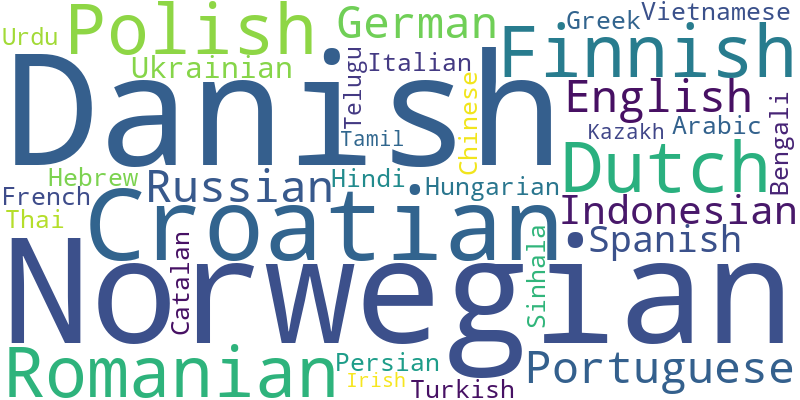 Polish
German
Greek
Vietnamese
Urdu
Finnish
Ukrainian
Telugu
Italian
Danish
Chinese
English
Tamil
Kazakh
Arabic
Bengali
Hebrew
Russian
Hindi
Hungarian
Dutch
French
Croatian
Indonesian
Thai
Catalan
Sinhala
Spanish
Norwegian
Romanian
Persian
Portuguese
Irish
Turkish